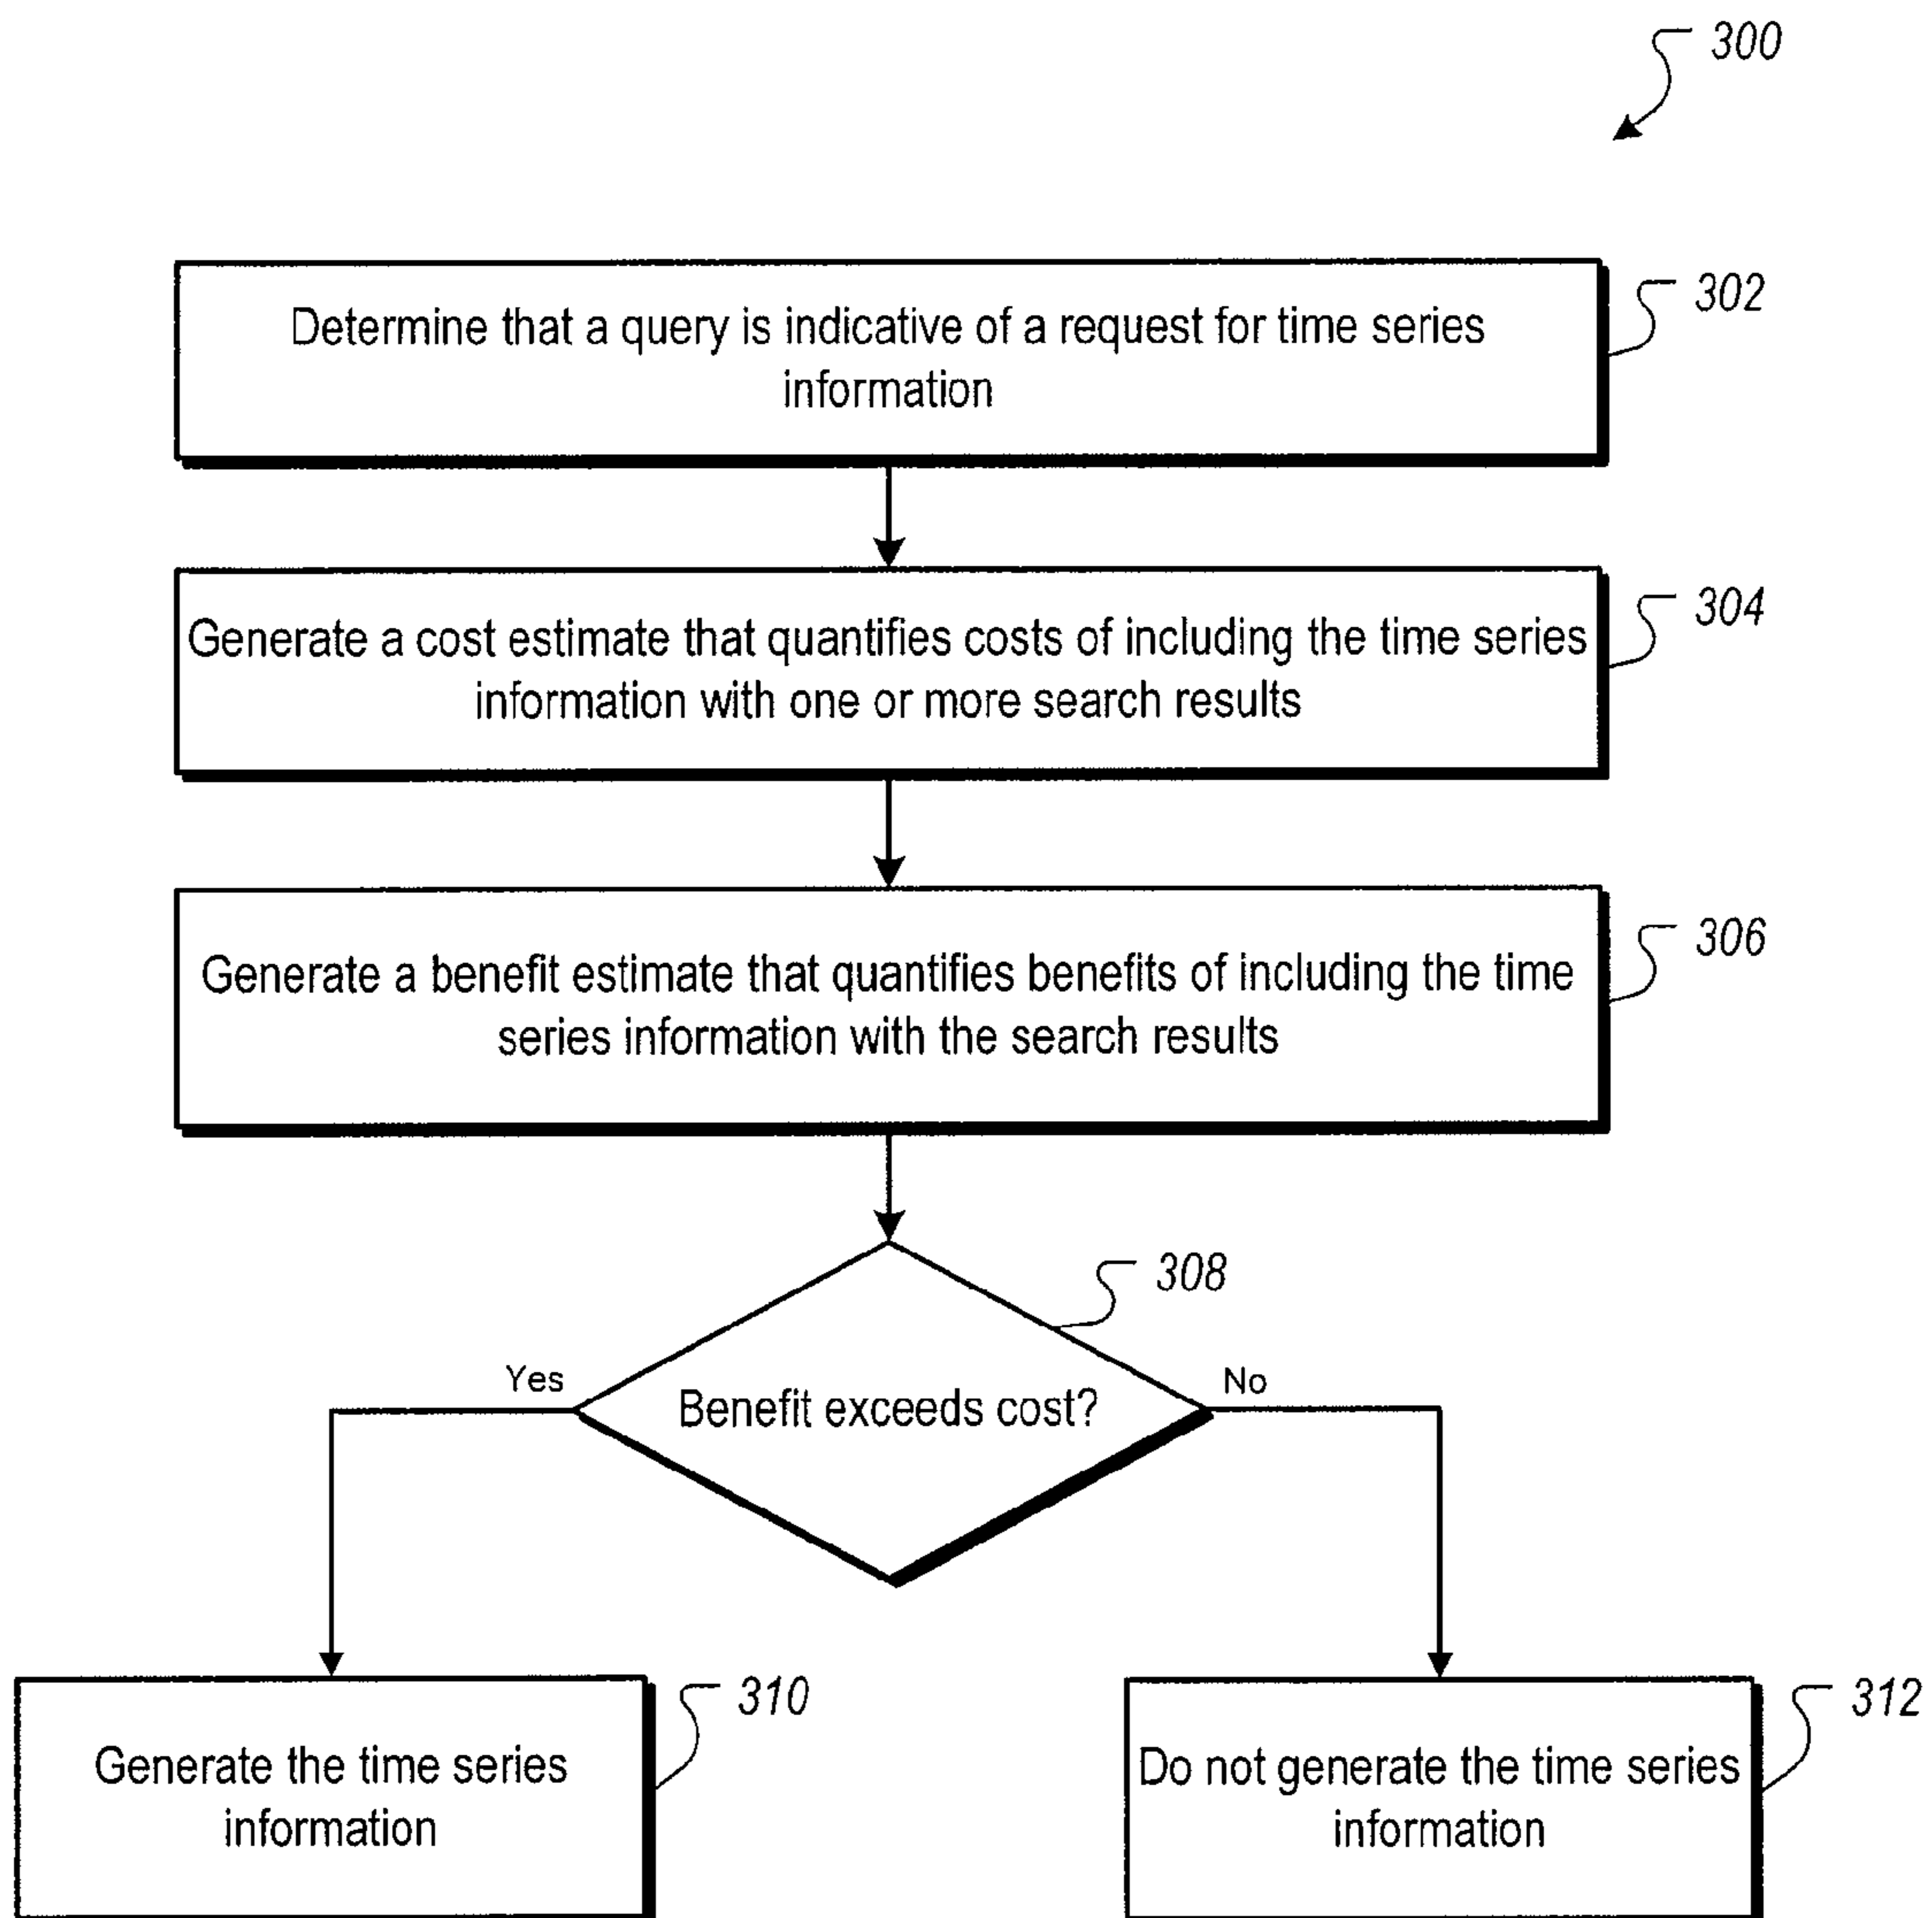 300
302
Determine that a query is indicative of a request for time series
information
304
Generate a cost estimate that quantifies costs of including the time series
information with one or more search results
306
Generate a benefit estimate that quantifies benefits of including the time
series information with the search results
308
Yes
No
Benefit exceeds cost?
310
312
Generate the time series
information
Do not generate the time series
information